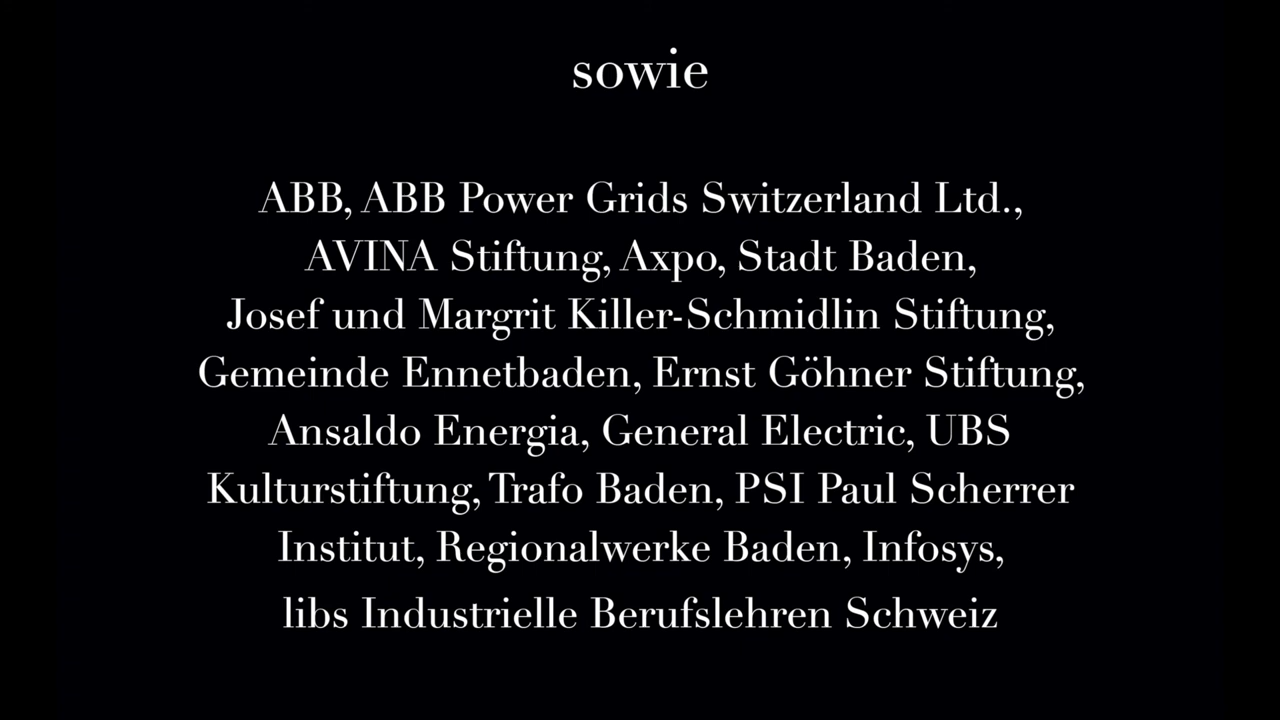 sowie
ABB, ABB Power Grids Switzerland Ltd.,
AVINA Stiftung, Axpo, Stadt Baden,
Josef und Margrit Killer-Schmidlin Stiftung,
Gemeinde Ennetbaden, Ernst Göhner Stiftung,
Ansaldo Energia, General Electric, UBS
Kulturstiftung, Trafo Baden, PSI Paul Scherrer
Institut, Regionalwerke Baden, Infosys,
libs Industrielle Berufslehren Schweiz